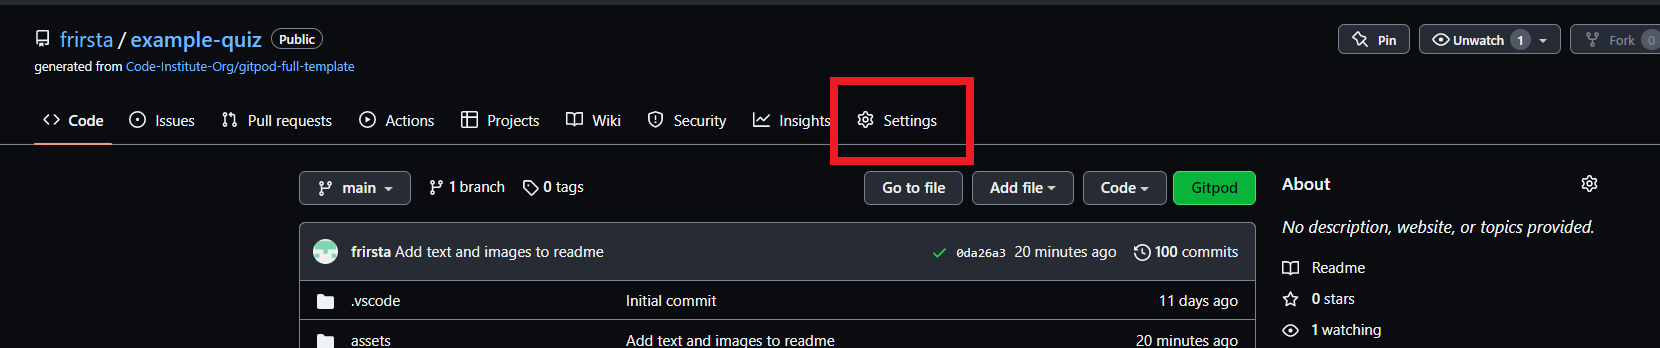 frirsta / example-quiz Public Pin Unwatch 1 Fork 0
generated from Code-Institute-Org/gitpod-full-template
Code Issues Pull requests Actions Projects Wiki Security Insights Settings
main 1 branch 0 tags Go to file Add file Code Gitpod About
No description, website, or topics provided.
frirsta Add text and images to readme 0da26a3 20 minutes ago 100 commits
Readme
.vscode Initial commit 11 days ago 0 stars
1 watching
assets Add text and images to readme 20 minutes ago